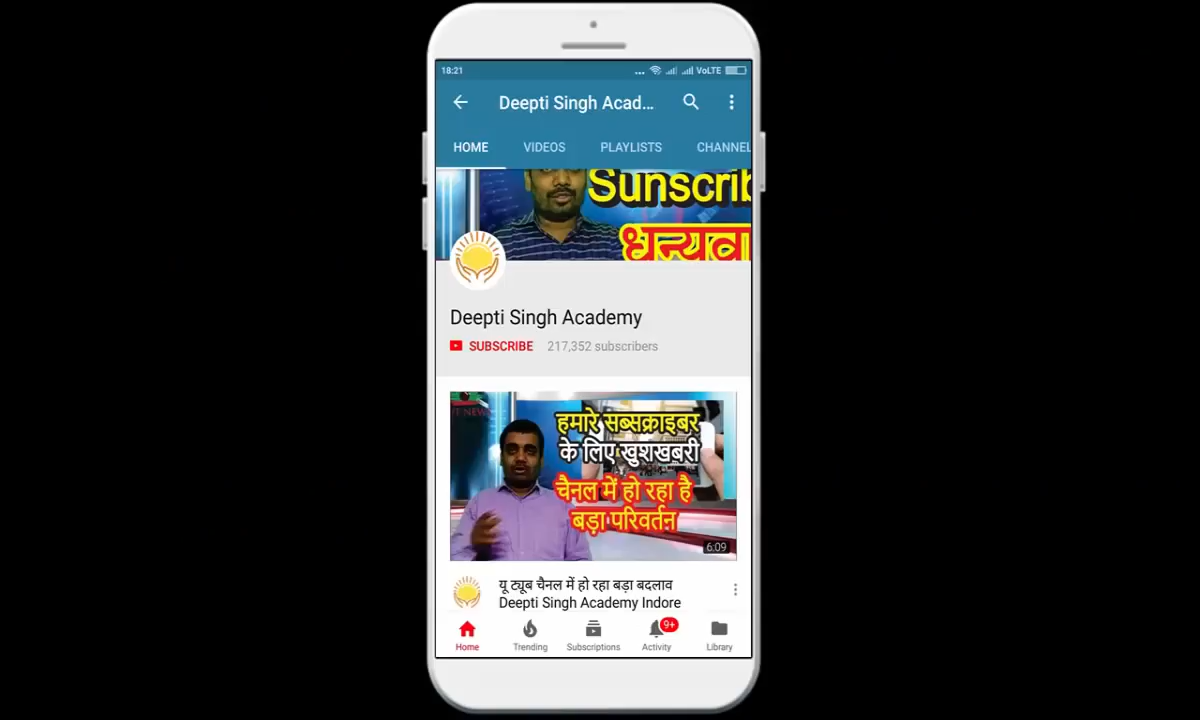 18:21
... VoLTE
Deepti Singh Acad...
HOME VIDEOS PLAYLISTS CHANNEL
Sunscrib
धन्यवा
Deepti Singh Academy
SUBSCRIBE 217,352 subscribers
NEW
हमारे सब्सक्राइबर
के लिए खुशखबरी
चैनल में हो रहा है
बड़ा परिवर्तन
6:09
यू ट्यूब चैनल में हो रहा बड़ा बदलाव
Deepti Singh Academy Indore
9+
Home Trending Subscriptions Activity Library